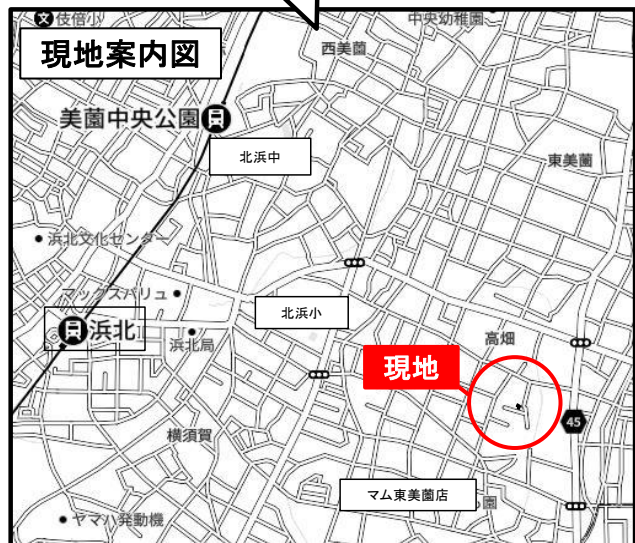 伎倍小
中央幼稚園
現地案内図
西美薗
美薗中央公園
北浜中
東美薗
浜北文化センター
マックスバリュ
北浜小
浜北
浜北局
高畑
現地
45
横須賀
マム東美薗店
園
ヤマハ発動機